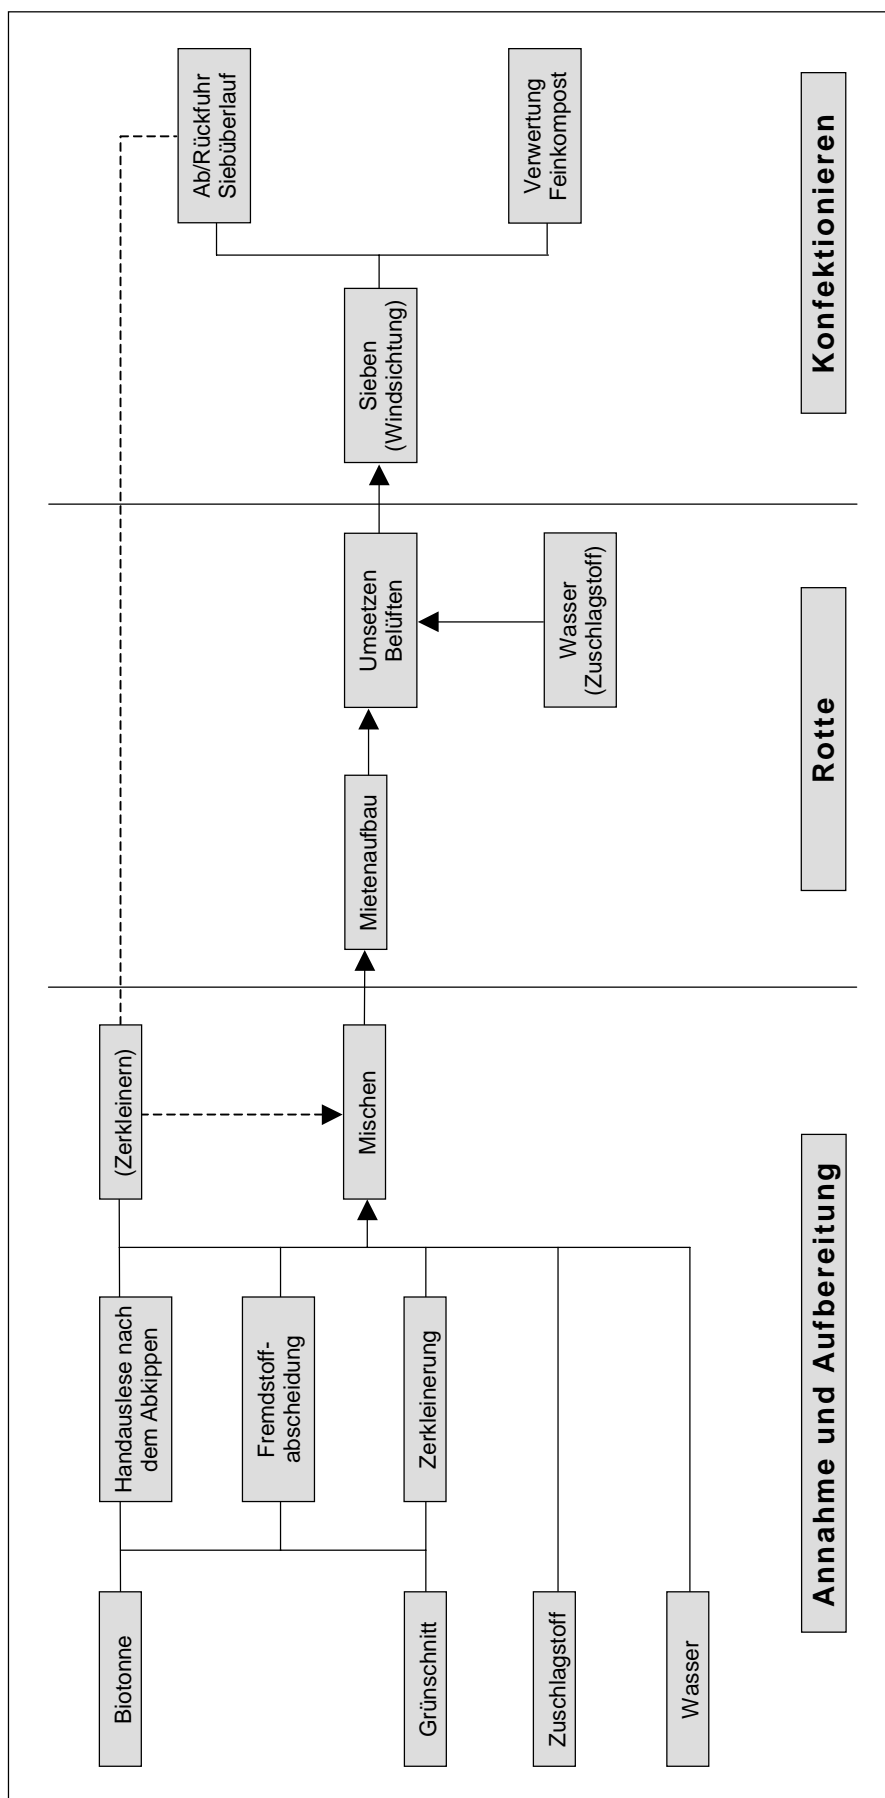 Biotonne
Grünschnitt
Zuschlagstoff
Wasser
Handauslese nach
dem Abkippen
Fremdstoff-
abscheidung
Zerkleinerung
(Zerkleinern)
Mischen
Annahme und Aufbereitung
Mietenaufbau
Umsetzen
Belüften
Wasser
(Zuschlagstoff)
Rotte
Sieben
(Windsichtung)
Ab/Rückfuhr
Siebüberlauf
Verwertung
Feinkompost
Konfektionieren